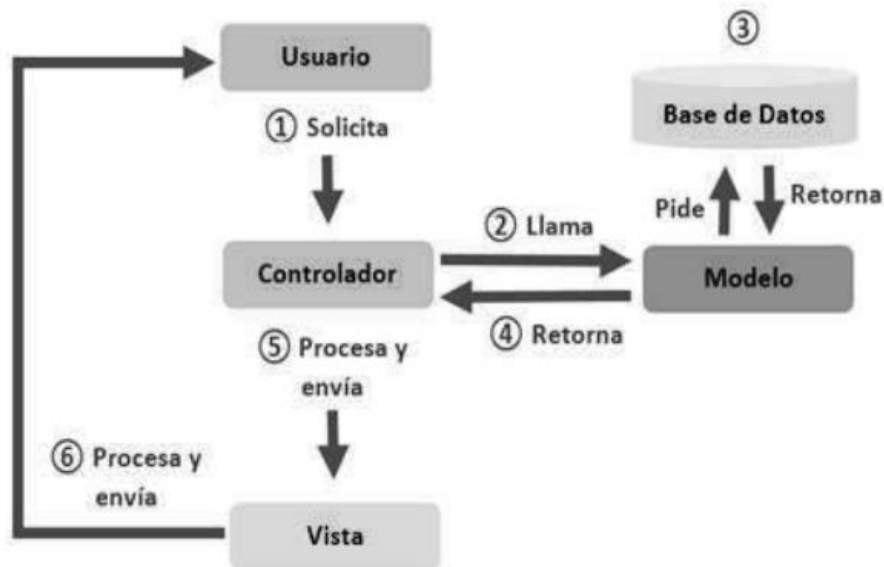 ③
Usuario
Base de Datos
① Solicita
Pide
Retorna
② Llama
Controlador
Modelo
④ Retorna
⑤ Procesa y
envía
⑥ Procesa y
envía
Vista